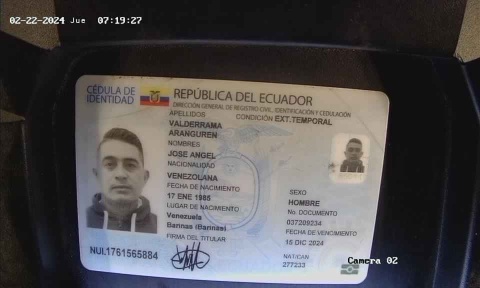 02-22-2024 Jue 07:19:27
CÉDULA DE
IDENTIDAD
REPÚBLICA DEL ECUADOR
DIRECCIÓN GENERAL DE REGISTRO CIVIL, IDENTIFICACIÓN Y CEDULACIÓN
APELLIDOS
CONDICIÓN EXT.TEMPORAL
VALDERRAMA
ARANGUREN
NOMBRES
JOSE ANGEL
NACIONALIDAD
VENEZOLANA
FECHA DE NACIMIENTO
17 ENE 1985
LUGAR DE NACIMIENTO
Venezuela
Barinas (Barinas)
FIRMA DEL TITULAR
SEXO
HOMBRE
No. DOCUMENTO
037209234
FECHA DE VENCIMIENTO
15 DIC 2024
NAT/CAN
277233
NUI.1761565884
Camera 02